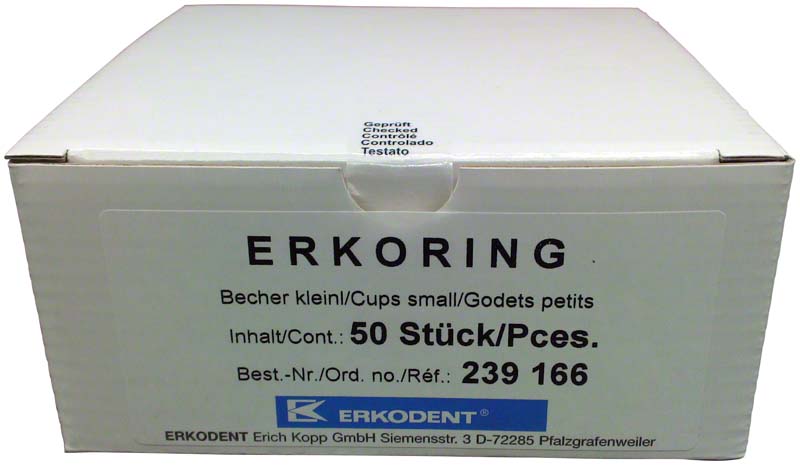 Geprüft
Checked
Contrôlé
Controlado
Testato
ERKORING
Becher kleinl/Cups small/Godets petits
Inhalt/Cont.: 50 Stück/Pces.
Best.-Nr./Ord. no./Réf.: 239 166
ERKODENT®
ERKODENT Erich Kopp GmbH Siemensstr. 3 D-72285 Pfalzgrafenweiler